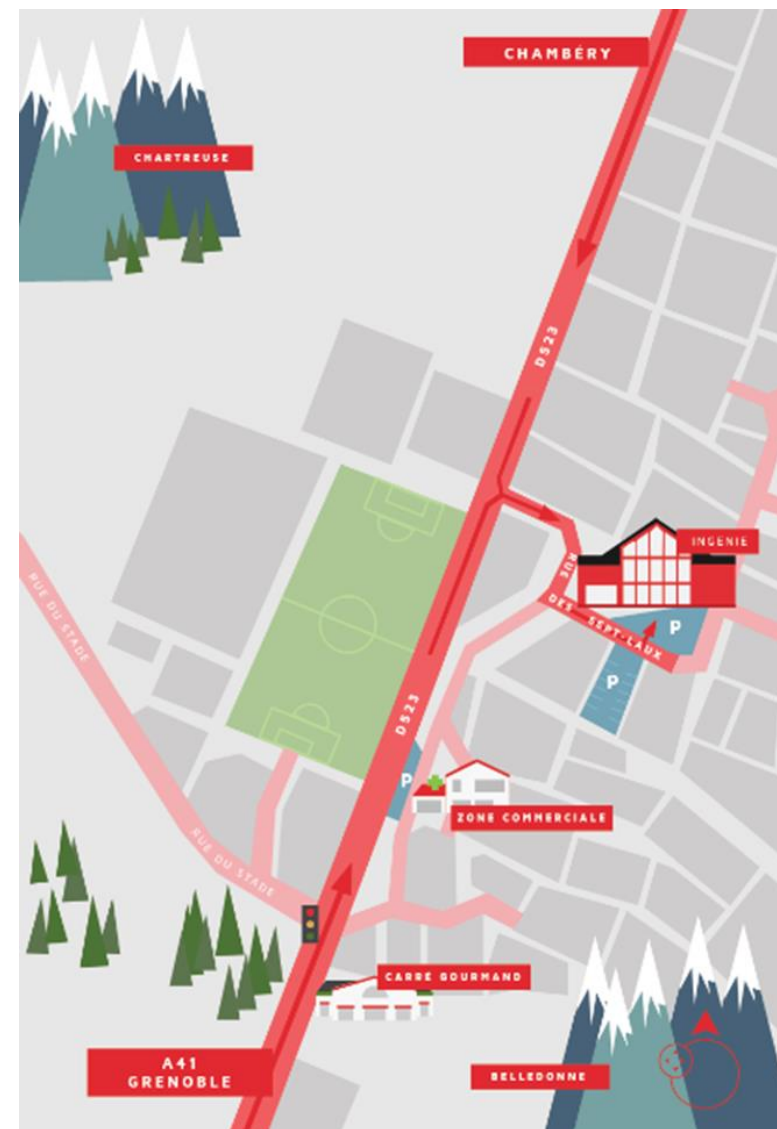 CHAMBÉRY
CHARTREUSE
D523
INGENIE
RUE
DES SEPT-LAUX
P
P
RUE DU STADE
D523
P
ZONE COMMERCIALE
RUE DU STADE
CARRÉ GOURMAND
A41
GRENOBLE
BELLEDONNE